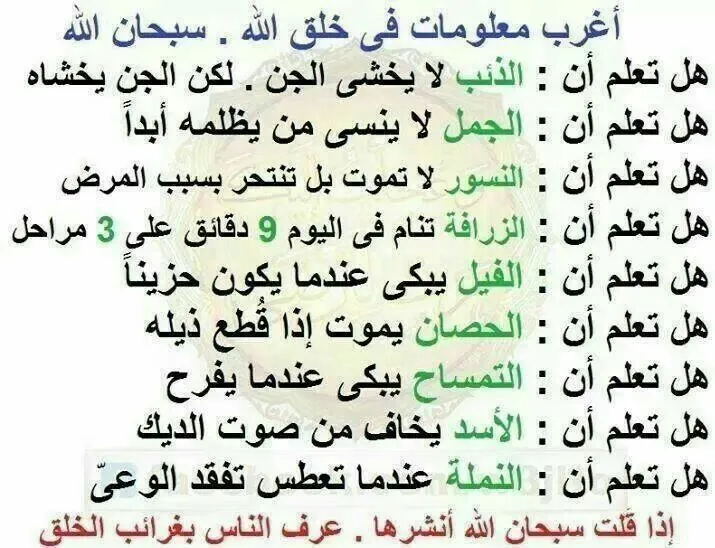 أغرب معلومات فى خلق الله . سبحان الله
هل تعلم أن : الذئب لا يخشى الجن . لكن الجن يخشاه
هل تعلم أن : الجمل لا ينسى من يظلمه أبداً
هل تعلم أن : النسور لا تموت بل تنتحر بسبب المرض
هل تعلم أن : الزرافة تنام فى اليوم 9 دقائق على 3 مراحل
هل تعلم أن : الفيل يبكى عندما يكون حزيناً
هل تعلم أن : الحصان يموت إذا قُطع ذيله
هل تعلم أن : التمساح يبكى عندما يفرح
هل تعلم أن : الأسد يخاف من صوت الديك
هل تعلم أن : النملة عندما تعطس تفقد الوعىّ
إذا قَلت سبحان الله أنشرها . عرف الناس بغرائب الخلق